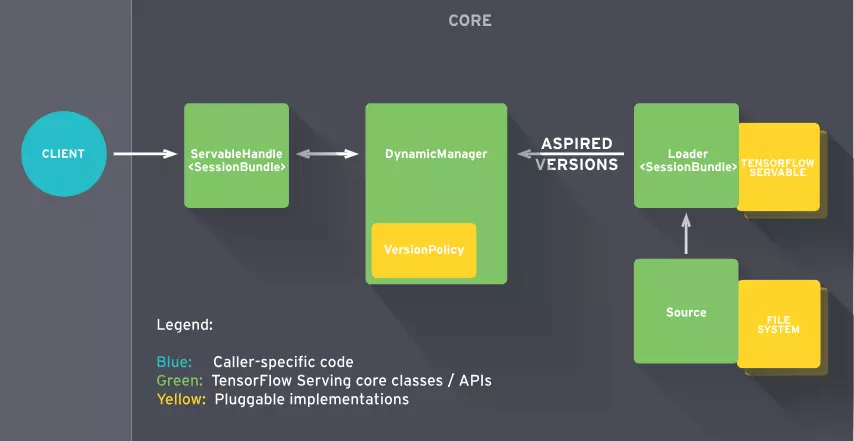 CORE
CLIENT
ServableHandle
<SessionBundle>
DynamicManager
VersionPolicy
ASPIRED
VERSIONS
Loader
<SessionBundle>
TENSORFLOW
SERVABLE
Source
FILE
SYSTEM
Legend:
Blue: Caller-specific code
Green: TensorFlow Serving core classes / APIs
Yellow: Pluggable implementations